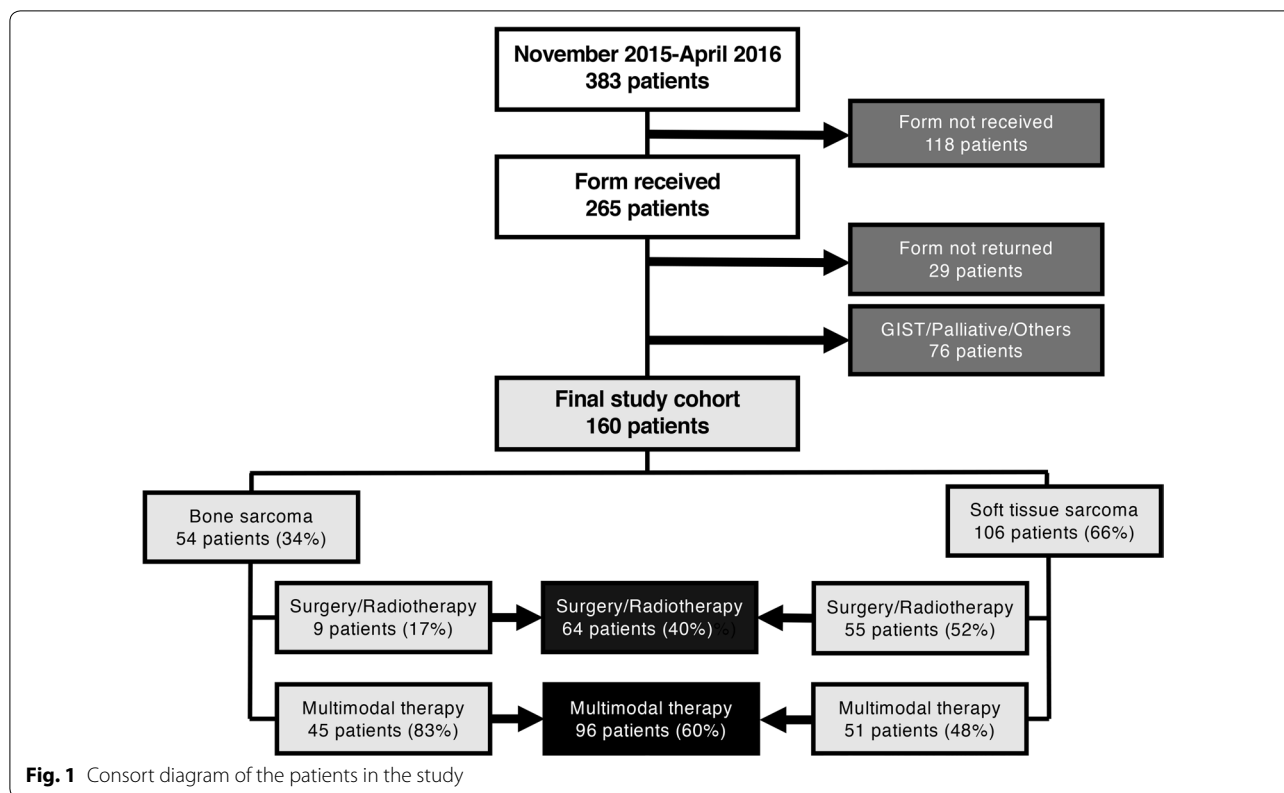 November 2015-April 2016
383 patients
Form not received
118 patients
Form received
265 patients
Form not returned
29 patients
GIST/Palliative/Others
76 patients
Final study cohort
160 patients
Bone sarcoma
54 patients (34%)
Soft tissue sarcoma
106 patients (66%)
Surgery/Radiotherapy
9 patients (17%)
Surgery/Radiotherapy
64 patients (40%)%)
Surgery/Radiotherapy
55 patients (52%)
Multimodal therapy
45 patients (83%)
Multimodal therapy
96 patients (60%)
Multimodal therapy
51 patients (48%)
Fig. 1 Consort diagram of the patients in the study